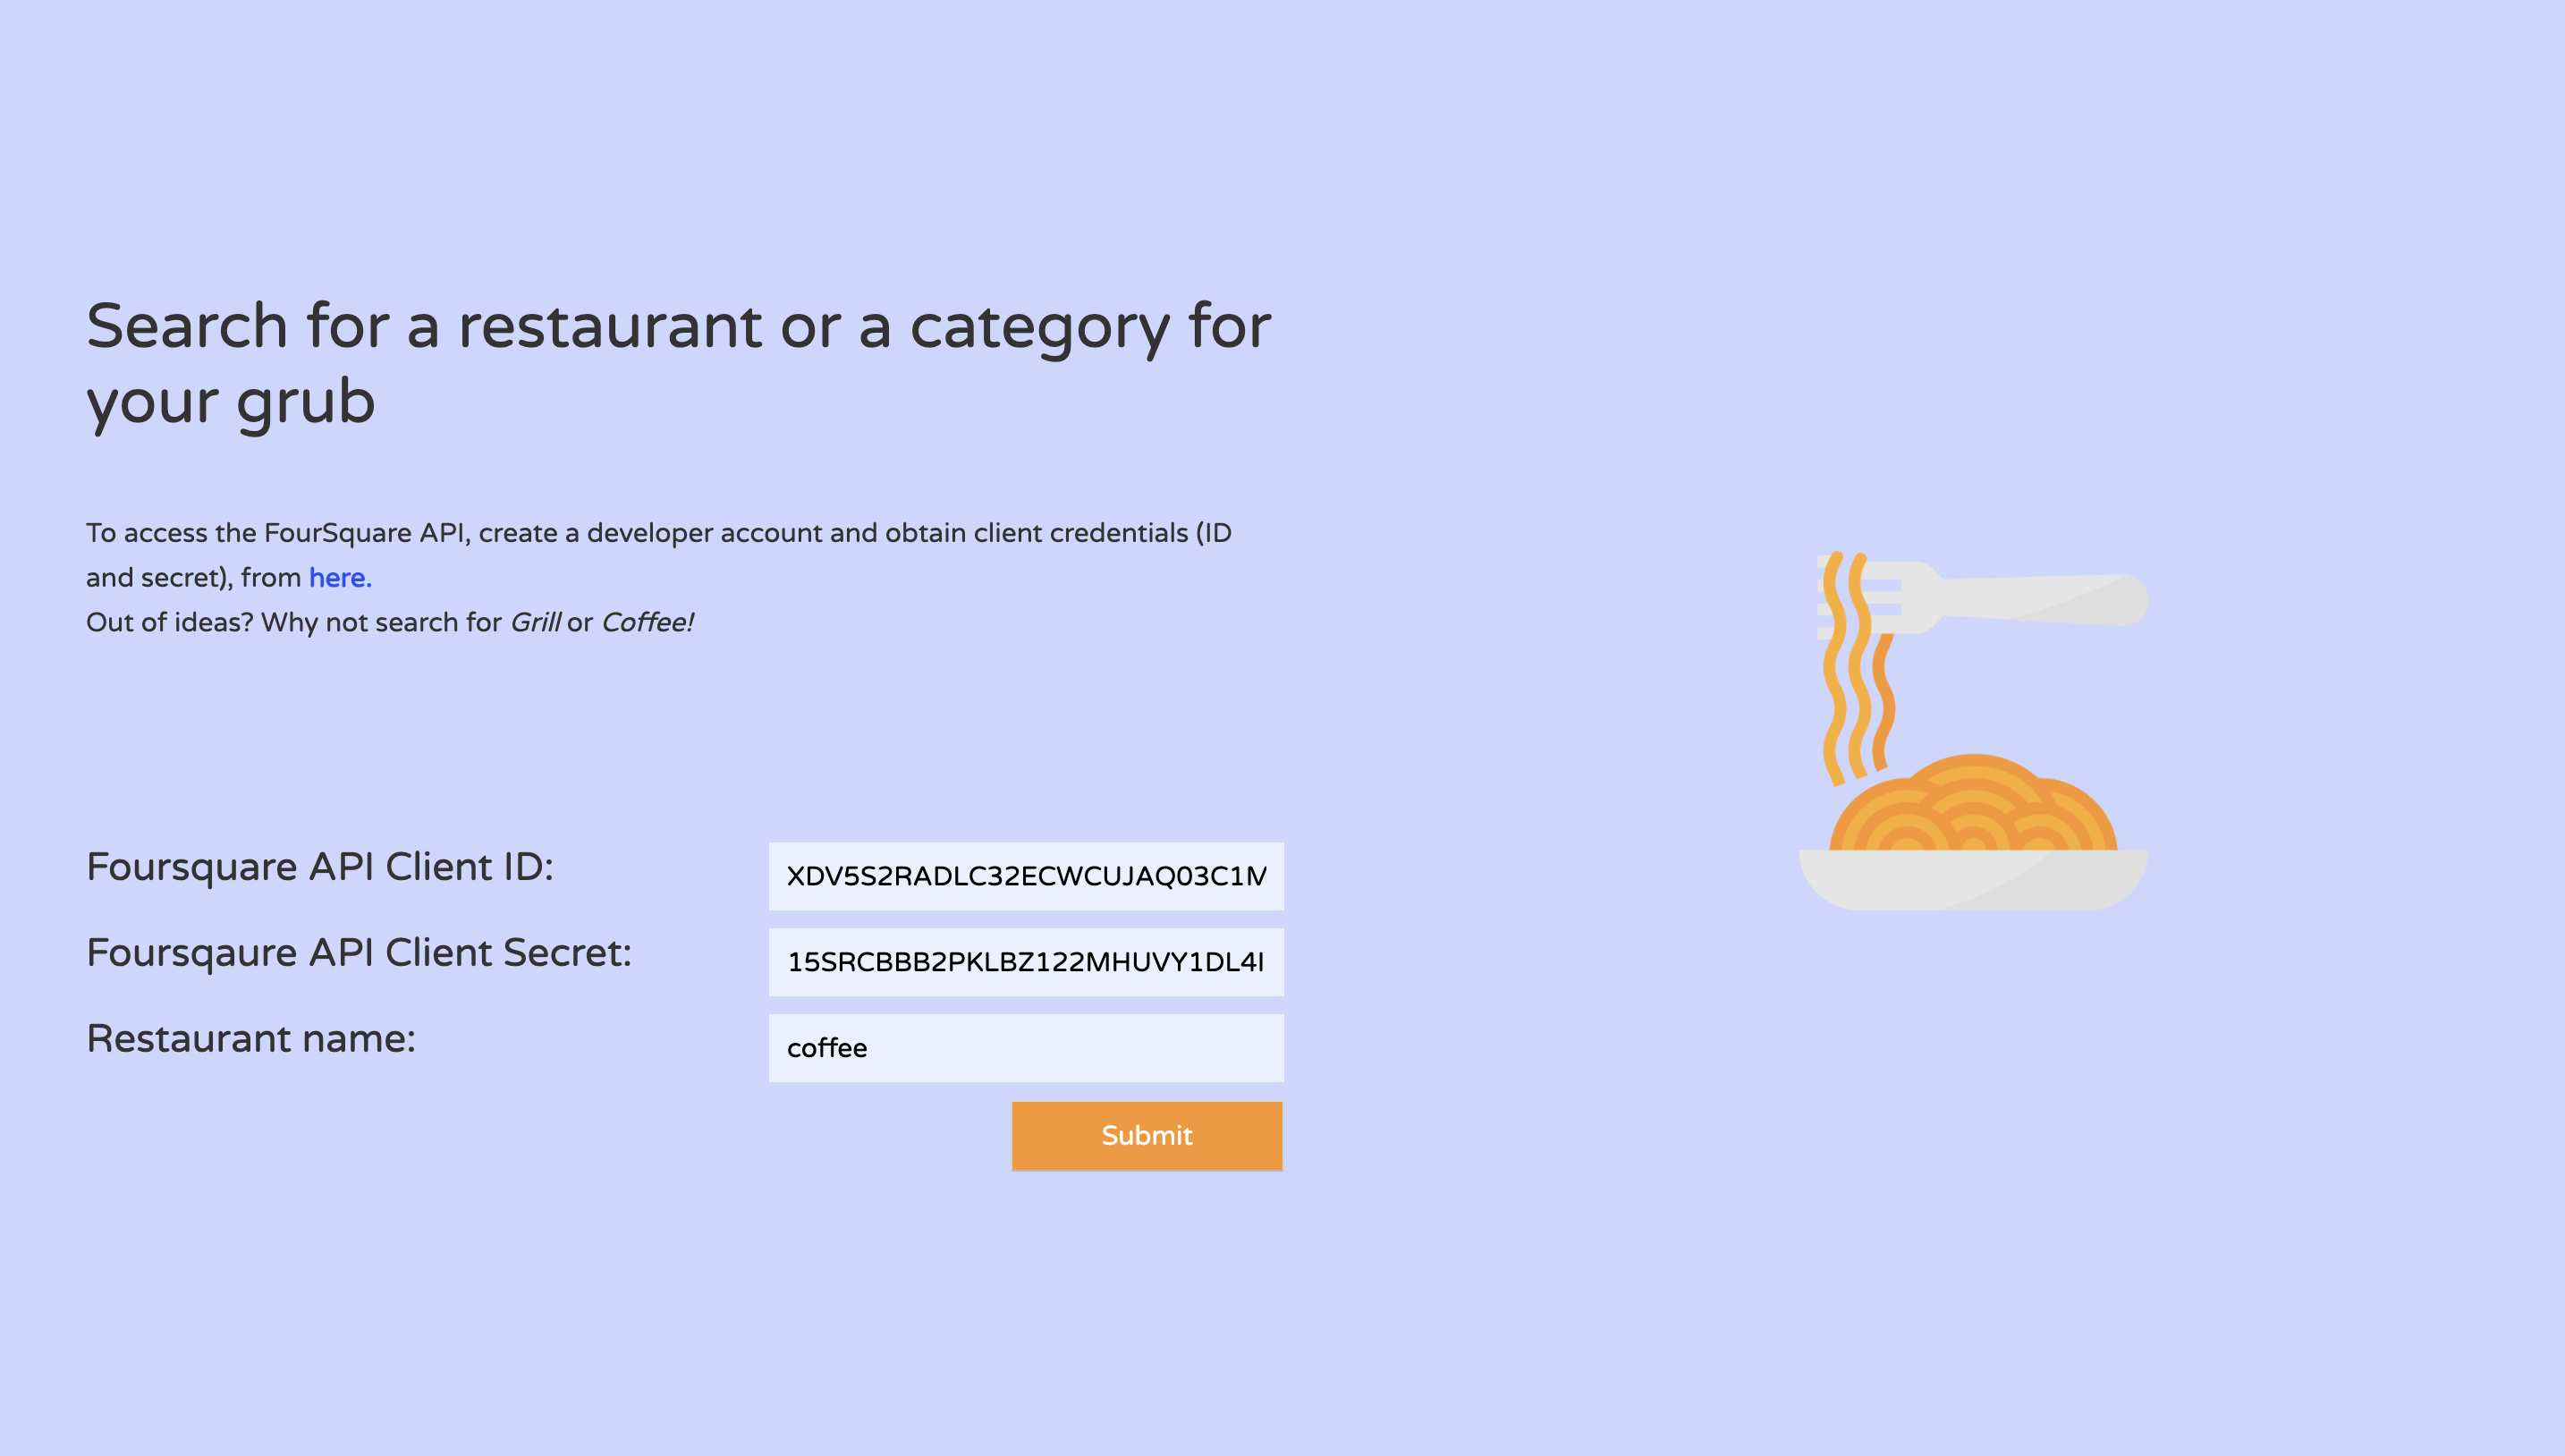 Search for a restaurant or a category for
your grub
To access the FourSquare API, create a developer account and obtain client credentials (ID
and secret), from here.
Out of ideas? Why not search for Grill or Coffee!
Foursquare API Client ID:
XDV5S2RADLC32ECWCUJAQ03C1M
Foursqaure API Client Secret:
15SRCBBB2PKLBZ122MHUVY1DL4I
Restaurant name:
coffee
Submit